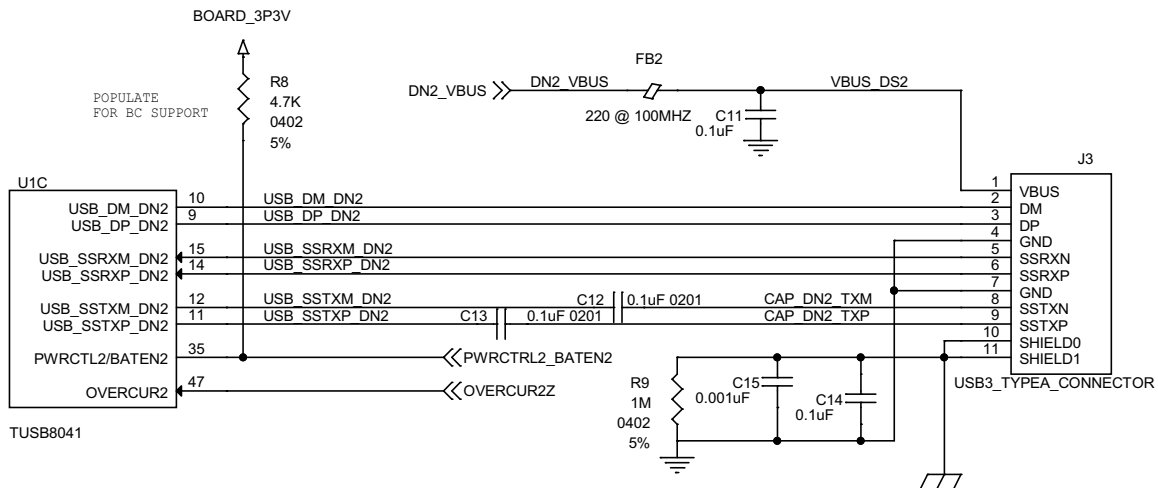 BOARD_3P3V
POPULATE
FOR BC SUPPORT
R8
4.7K
0402
5%
DN2_VBUS
DN2_VBUS
FB2
220 @ 100MHZ
VBUS_DS2
C11
0.1uF
J3
U1C
USB_DM_DN2 10 USB_DM_DN2
USB_DP_DN2 9 USB_DP_DN2
USB_SSRXM_DN2 15 USB_SSRXM_DN2
USB_SSRXP_DN2 14 USB_SSRXP_DN2
USB_SSTXM_DN2 12 USB_SSTXM_DN2 C12 0.1uF 0201 CAP_DN2_TXM
USB_SSTXP_DN2 11 USB_SSTXP_DN2 C13 0.1uF 0201 CAP_DN2_TXP
PWRCTL2/BATEN2 35 PWRCTRL2_BATEN2
OVERCUR2 47 OVERCUR2Z
TUSB8041
1 VBUS
2 DM
3 DP
4 GND
5 SSRXN
6 SSRXP
7 GND
8 SSTXN
9 SSTXP
10 SHIELD0
11 SHIELD1
USB3_TYPEA_CONNECTOR
R9
1M
0402
5%
C15
0.001uF
C14
0.1uF